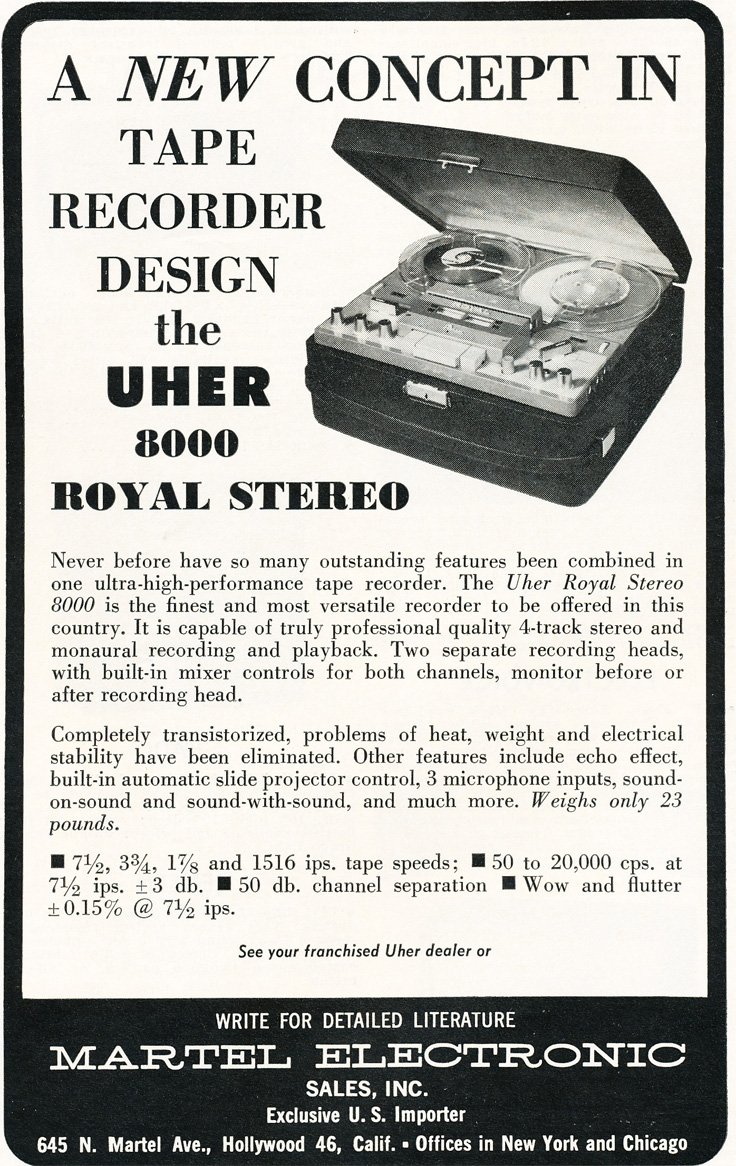 A NEW CONCEPT IN
TAPE
RECORDER
DESIGN
the
UHER
8000
ROYAL STEREO
Never before have so many outstanding features been combined in
one ultra-high-performance tape recorder. The Uher Royal Stereo
8000 is the finest and most versatile recorder to be offered in this
country. It is capable of truly professional quality 4-track stereo and
monaural recording and playback. Two separate recording heads,
with built-in mixer controls for both channels, monitor before or
after recording head.
Completely transistorized, problems of heat, weight and electrical
stability have been eliminated. Other features include echo effect,
built-in automatic slide projector control, 3 microphone inputs, sound-
on-sound and sound-with-sound, and much more. Weighs only 23
pounds.
■ 7½, 3¾, 1⅞ and 1516 ips. tape speeds; ■ 50 to 20,000 cps. at
7½ ips. ±3 db. ■ 50 db. channel separation ■ Wow and flutter
±0.15% @ 7½ ips.
See your franchised Uher dealer or
WRITE FOR DETAILED LITERATURE
MARTEL ELECTRONIC
SALES, INC.
Exclusive U. S. Importer
645 N. Martel Ave., Hollywood 46, Calif. ▪ Offices in New York and Chicago